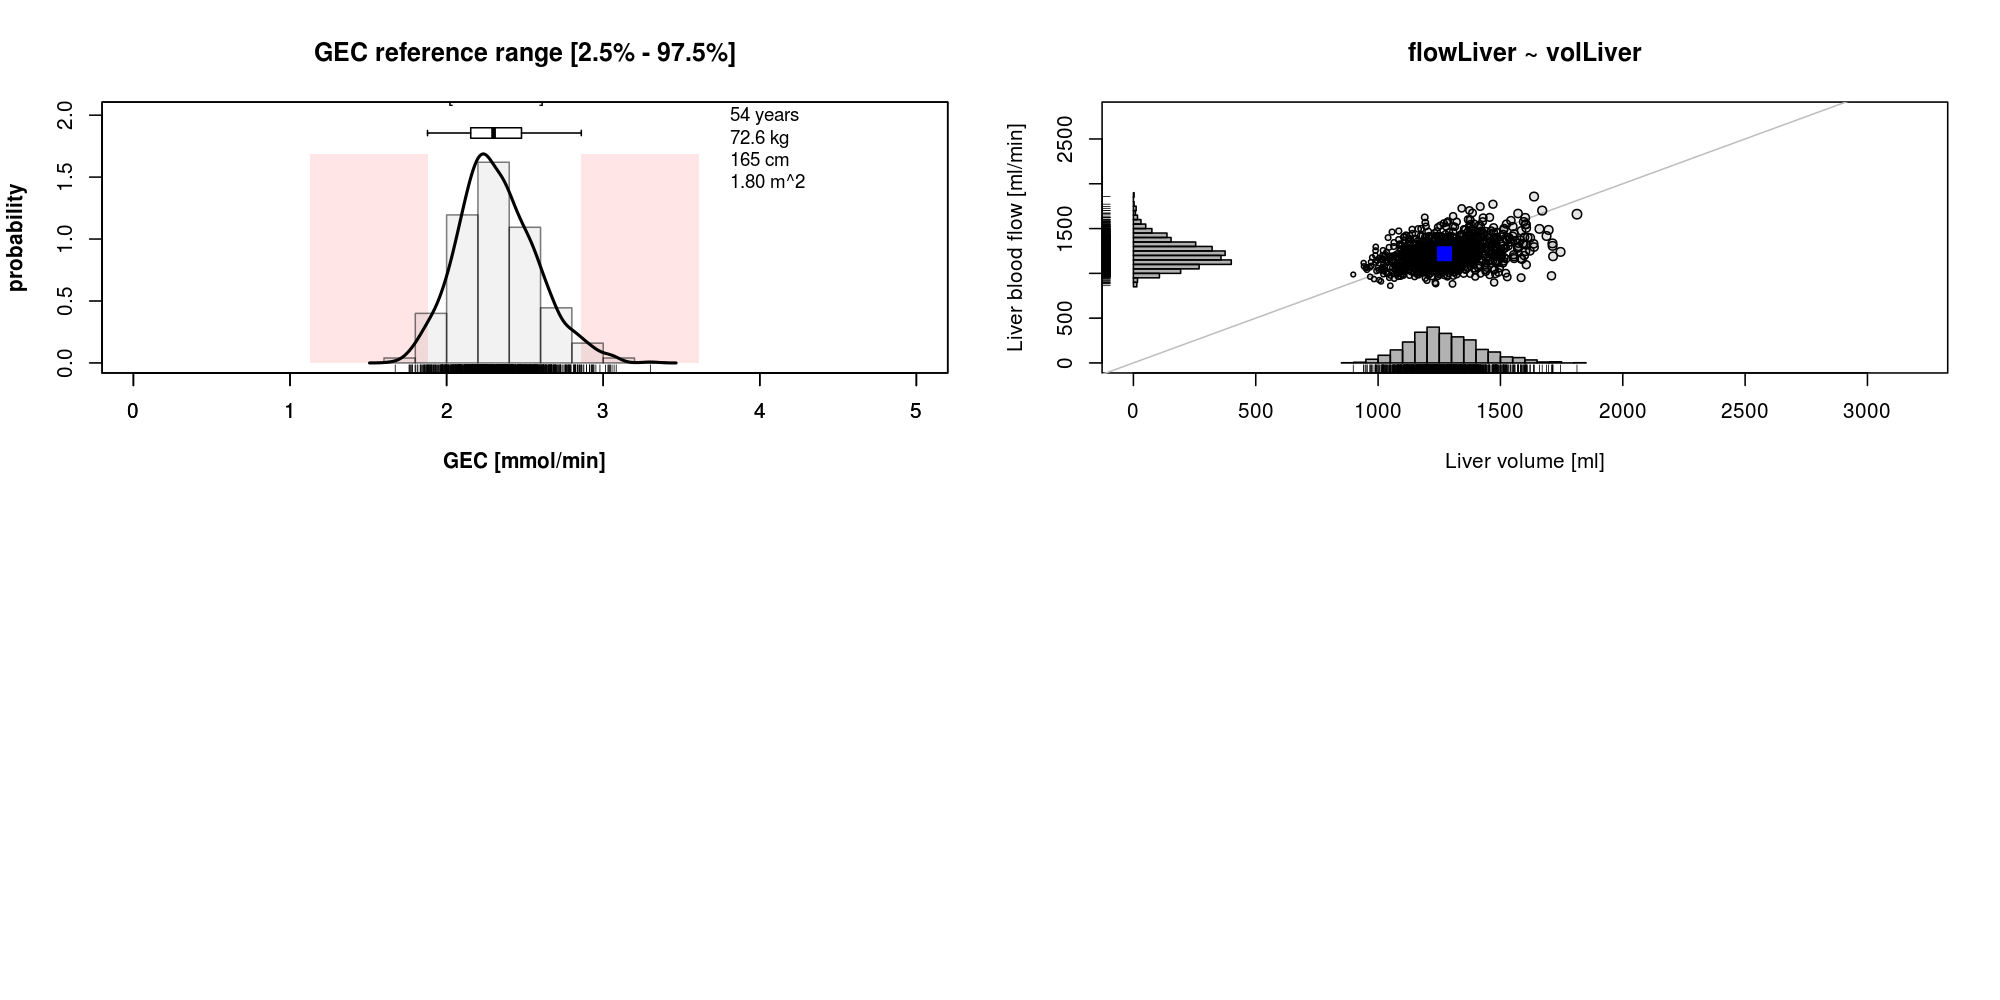 GEC reference range [2.5% - 97.5%]
54 years
72.6 kg
165 cm
1.80 m^2
probability
0.0 0.5 1.0 1.5 2.0
0 1 2 3 4 5
GEC [mmol/min]
flowLiver ~ volLiver
Liver blood flow [ml/min]
0 500 1500 2500
0 500 1000 1500 2000 2500 3000
Liver volume [ml]